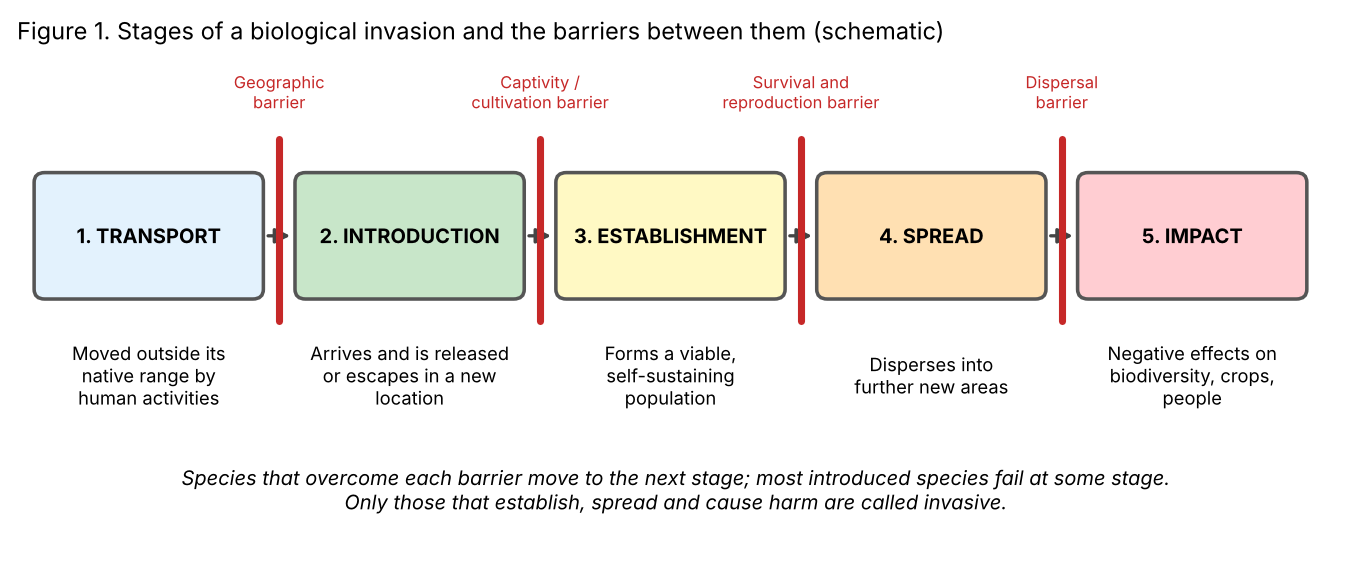 Figure 1. Stages of a biological invasion and the barriers between them (schematic)
Geographic
barrier
Captivity /
cultivation barrier
Survival and
reproduction barrier
Dispersal
barrier
1. TRANSPORT
2. INTRODUCTION
3. ESTABLISHMENT
4. SPREAD
5. IMPACT
Moved outside its
native range by
human activities
Arrives and is released
or escapes in a new
location
Forms a viable,
self-sustaining
population
Disperses into
further new areas
Negative effects on
biodiversity, crops,
people
Species that overcome each barrier move to the next stage; most introduced species fail at some stage.
Only those that establish, spread and cause harm are called invasive.